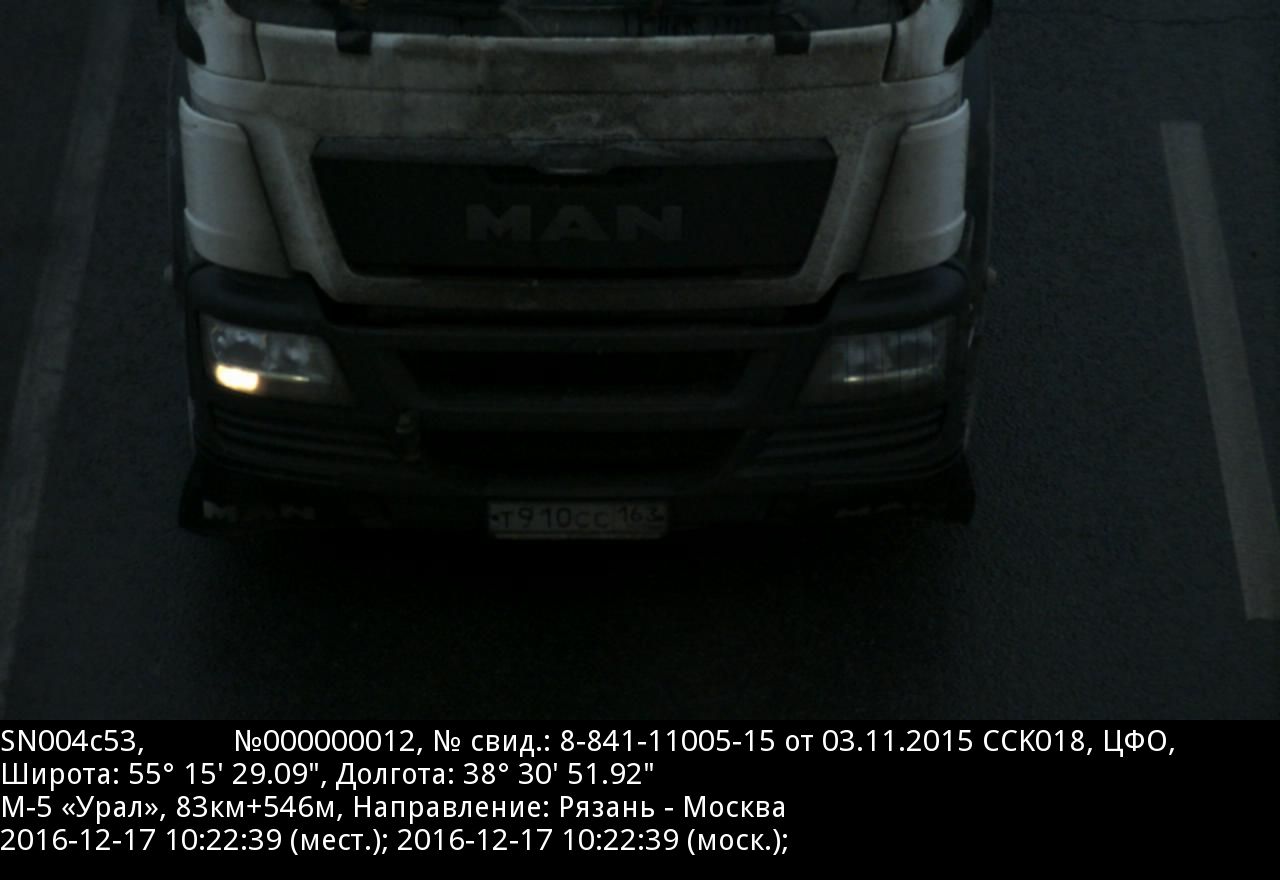 MAN
MAN
MAN
Т910СС 163
SN004c53, №000000012, № свид.: 8-841-11005-15 от 03.11.2015 ССК018, ЦФО,
Широта: 55° 15' 29.09", Долгота: 38° 30' 51.92"
М-5 «Урал», 83км+546м, Направление: Рязань - Москва
2016-12-17 10:22:39 (мест.); 2016-12-17 10:22:39 (моск.);